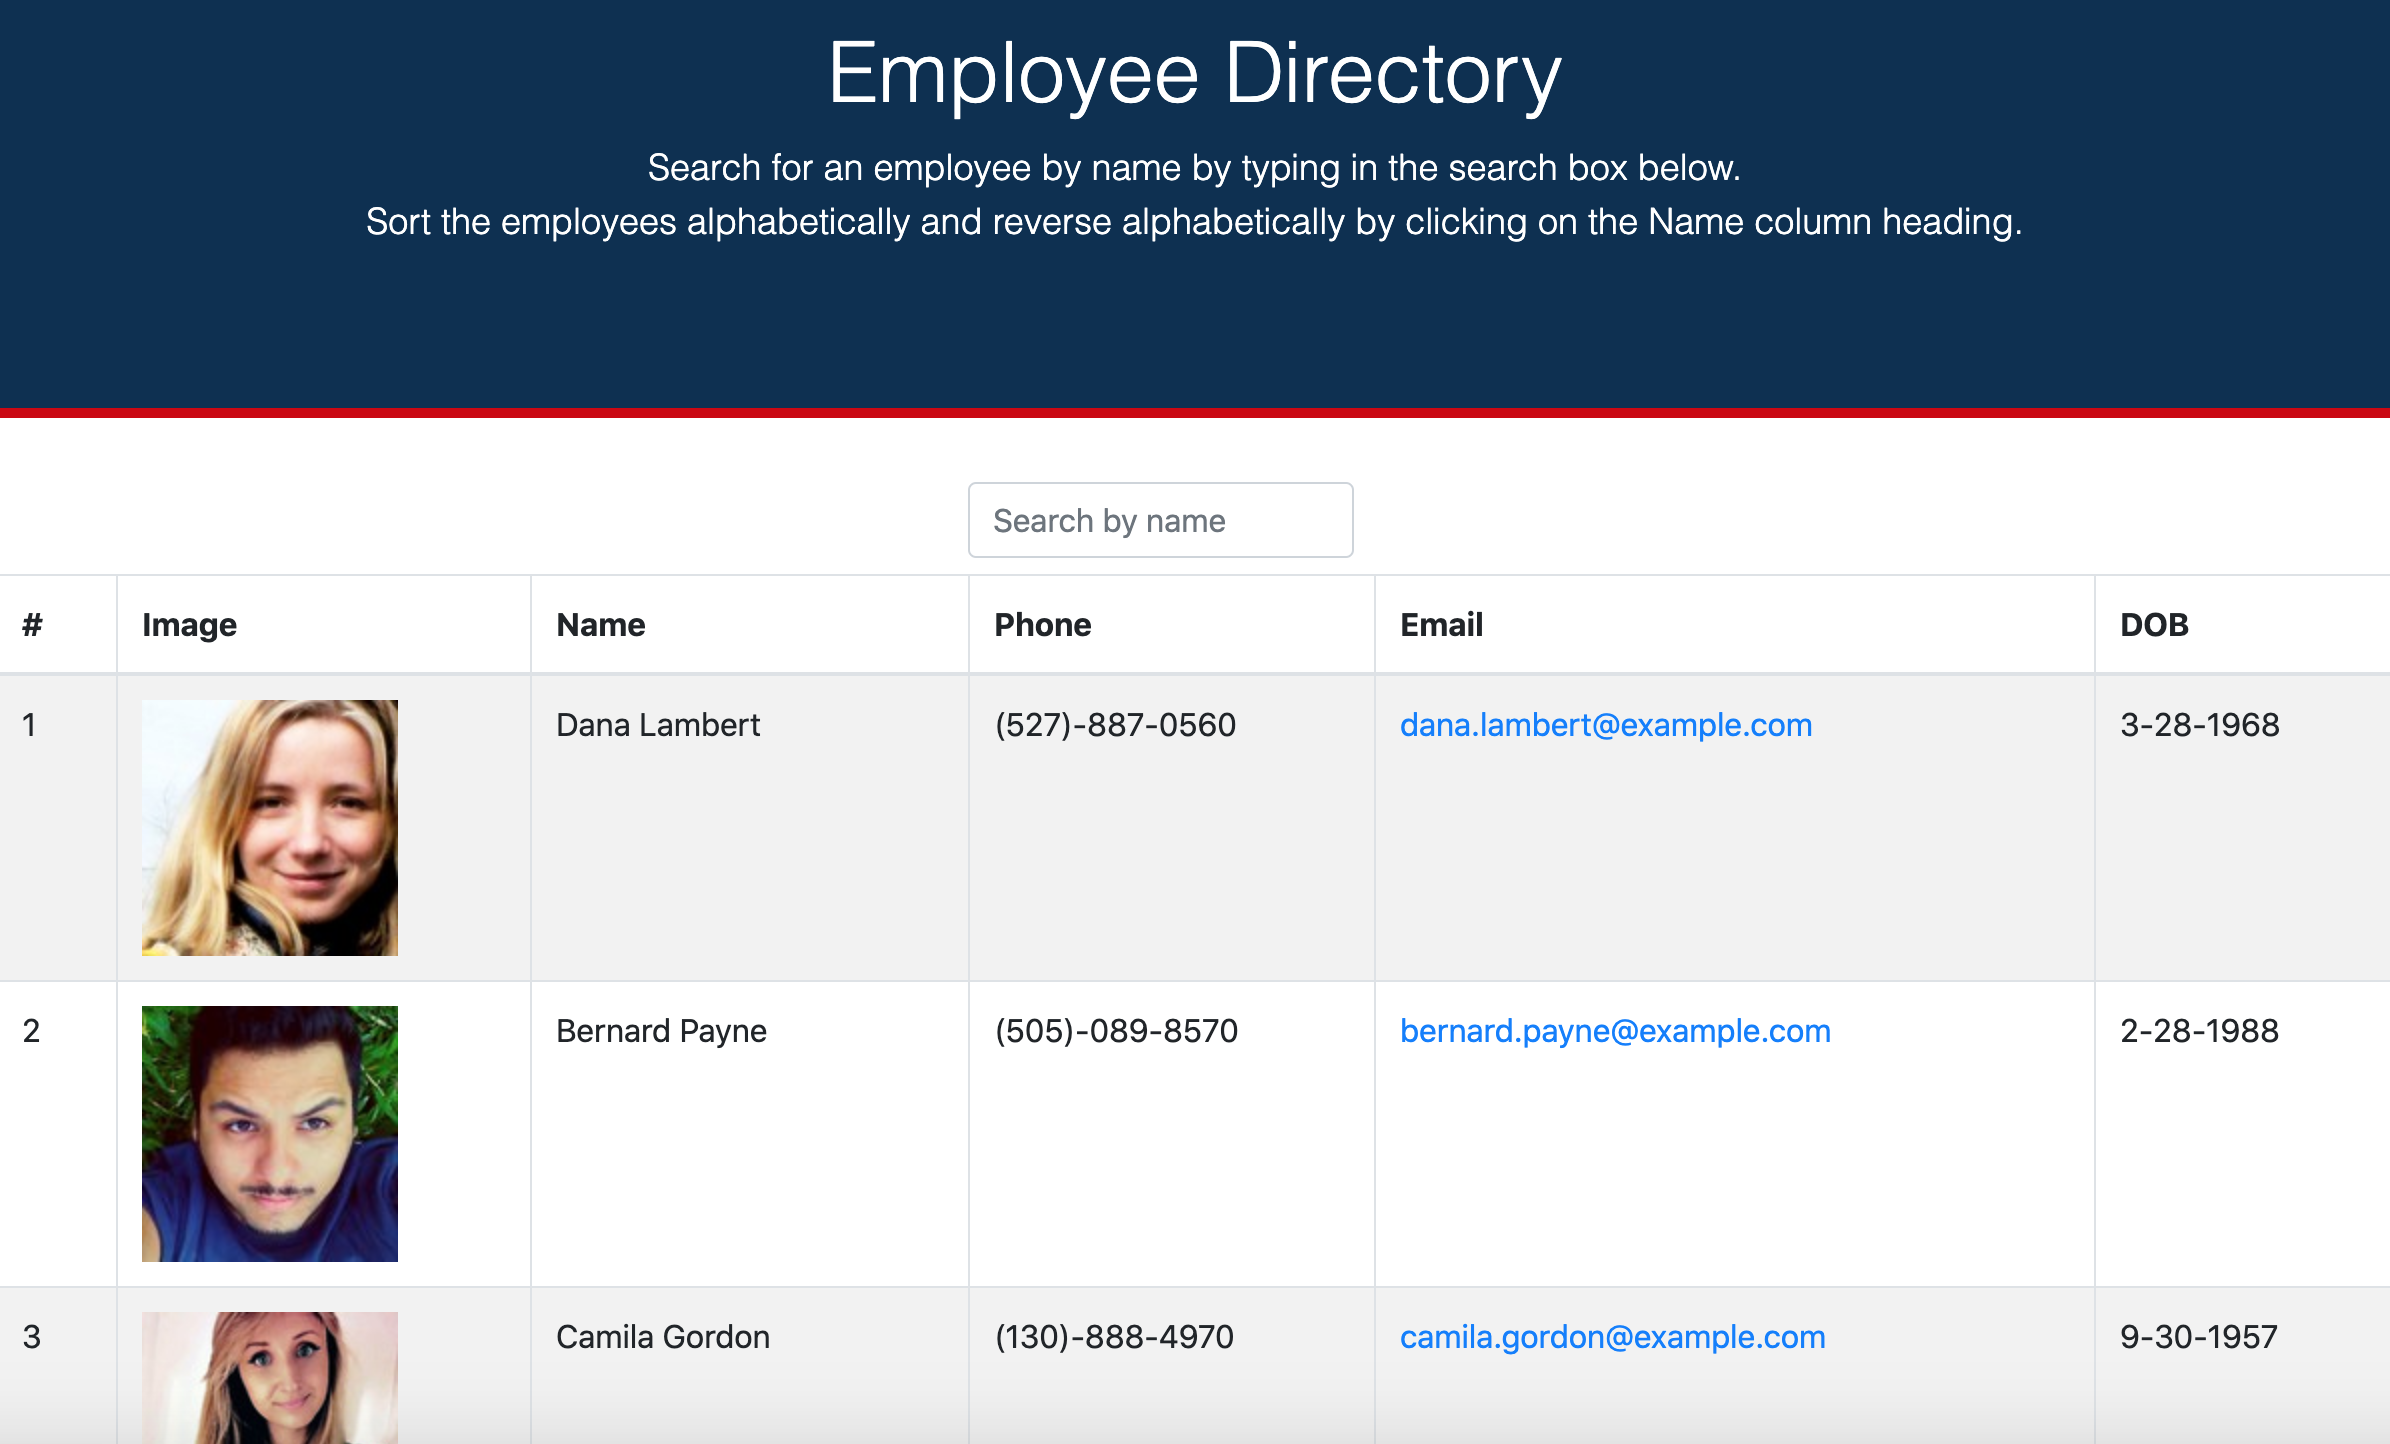 Employee Directory
Search for an employee by name by typing in the search box below.
Sort the employees alphabetically and reverse alphabetically by clicking on the Name column heading.
Search by name
# Image Name Phone Email DOB
1 Dana Lambert (527)-887-0560 dana.lambert@example.com 3-28-1968
2 Bernard Payne (505)-089-8570 bernard.payne@example.com 2-28-1988
3 Camila Gordon (130)-888-4970 camila.gordon@example.com 9-30-1957